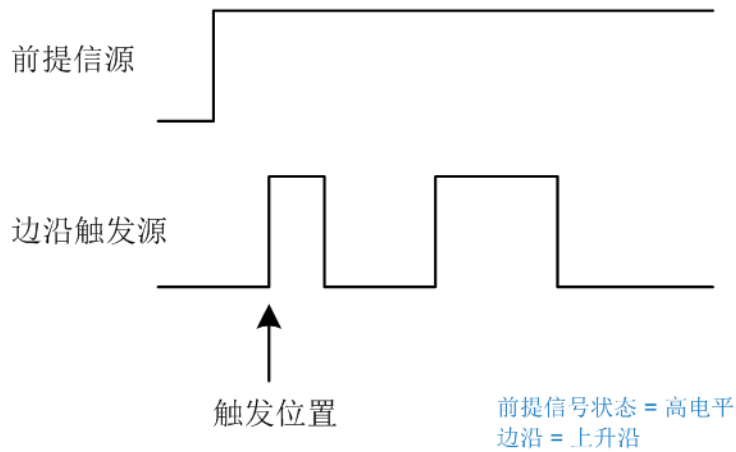 前提信源
边沿触发源
触发位置
前提信号状态 = 高电平
边沿 = 上升沿